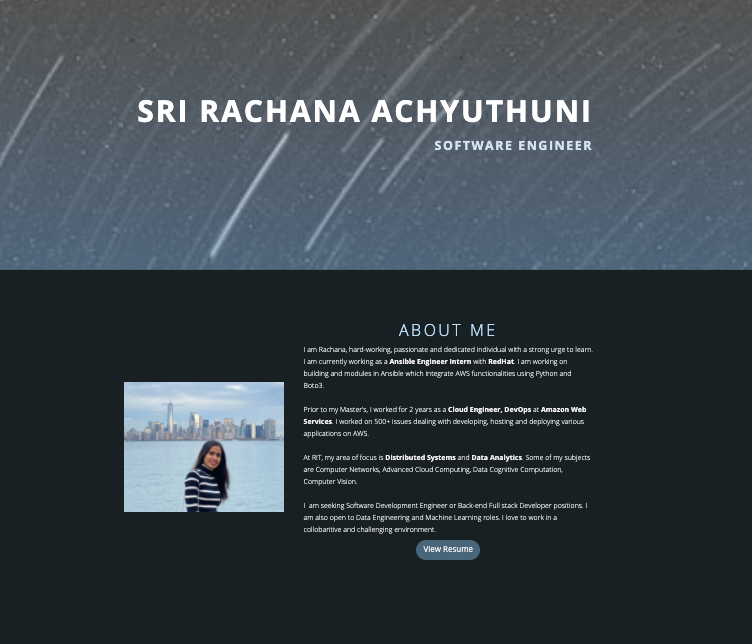 SRI RACHANA ACHYUTHUNI
SOFTWARE ENGINEER
ABOUT ME
I am Rachana, hard-working, passionate and dedicated individual with a strong urge to learn.
I am currently working as a Ansible Engineer Intern with RedHat. I am working on
building and modules in Ansible which integrate AWS functionalities using Python and
Boto3.
Prior to my Master's, I worked for 2 years as a Cloud Engineer, DevOps at Amazon Web
Services. I worked on 500+ issues dealing with developing, hosting and deploying various
applications on AWS.
At RIT, my area of focus is Distributed Systems and Data Analytics. Some of my subjects
are Computer Networks, Advanced Cloud Computing, Data Cognitive Computation,
Computer Vision.
I am seeking Software Development Engineer or Back-end Full stack Developer positions. I
am also open to Data Engineering and Machine Learning roles. I love to work in a
collobaritive and challenging environment.
View Resume